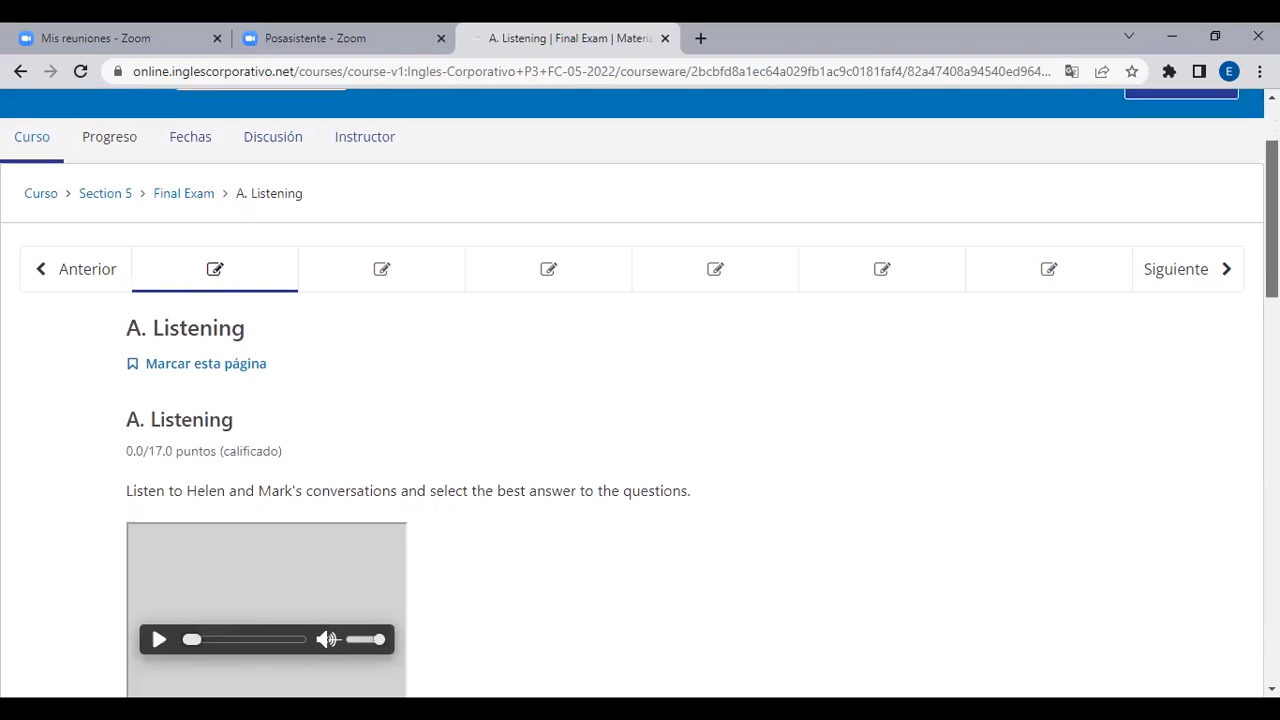 Mis reuniones - Zoom
Posasistente - Zoom
A. Listening | Final Exam | Materia
online.inglescorporativo.net/courses/course-v1:Ingles-Corporativo+P3+FC-05-2022/courseware/2bcbfd8a1ec64a029fb1ac9c0181faf4/82a47408a94540ed964...
E
Curso
Progreso
Fechas
Discusión
Instructor
Curso > Section 5 > Final Exam > A. Listening
Anterior
Siguiente
A. Listening
Marcar esta página
A. Listening
0.0/17.0 puntos (calificado)
Listen to Helen and Mark's conversations and select the best answer to the questions.